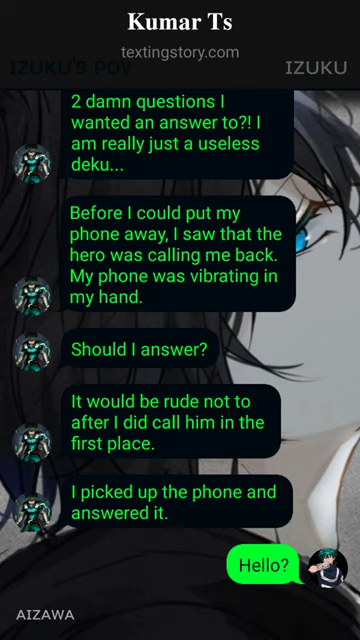 Kumar Ts
textingstory.com
IZUKU'S POV
IZUKU
2 damn questions I
wanted an answer to?! I
am really just a useless
deku...
Before I could put my
phone away, I saw that the
hero was calling me back.
My phone was vibrating in
my hand.
Should I answer?
It would be rude not to
after I did call him in the
first place.
I picked up the phone and
answered it.
Hello?
AIZAWA